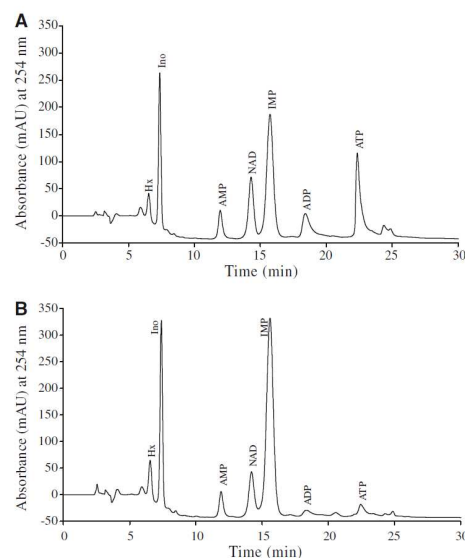 A
350
300
250
200
150
100
50
0
-50
Absorbance (mAU) at 254 nm
Hx
Ino
AMP
NAD
IMP
ADP
ATP
0 5 10 15 20 25 30
Time (min)
B
350
300
250
200
150
100
50
0
-50
Absorbance (mAU) at 254 nm
Hx
Ino
AMP
NAD
IMP
ADP
ATP
0 5 10 15 20 25 30
Time (min)